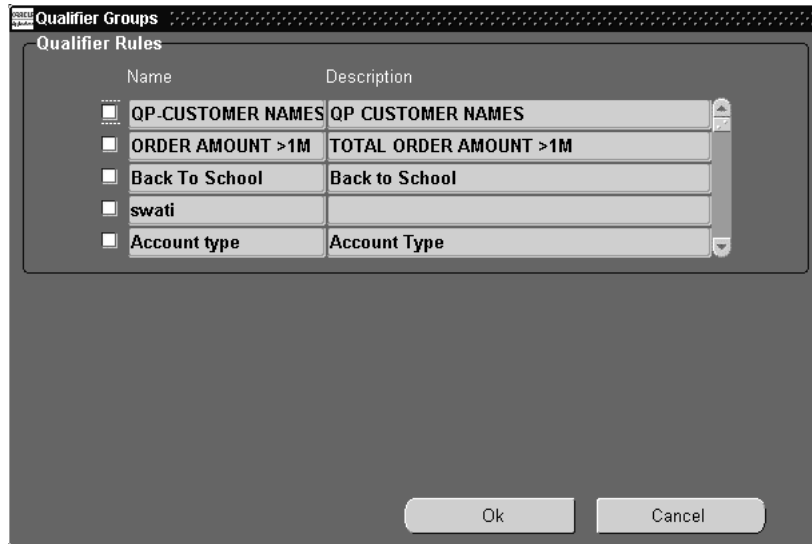 Qualifier Groups
Qualifier Rules
Name Description
QP-CUSTOMER NAMES QP CUSTOMER NAMES
ORDER AMOUNT >1M TOTAL ORDER AMOUNT >1M
Back To School Back to School
swati
Account type Account Type
Ok Cancel